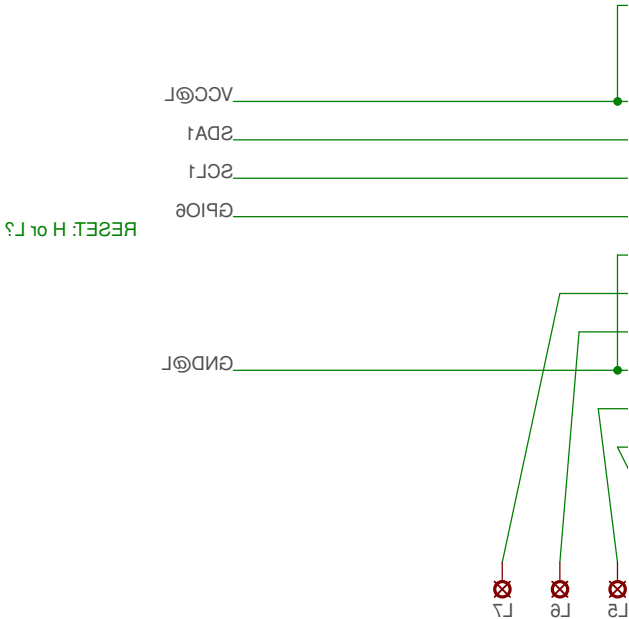 VCC@L
SDA1
SCL1
GPIO6
RESET: H or L?
GND@L
L7
L6
L5